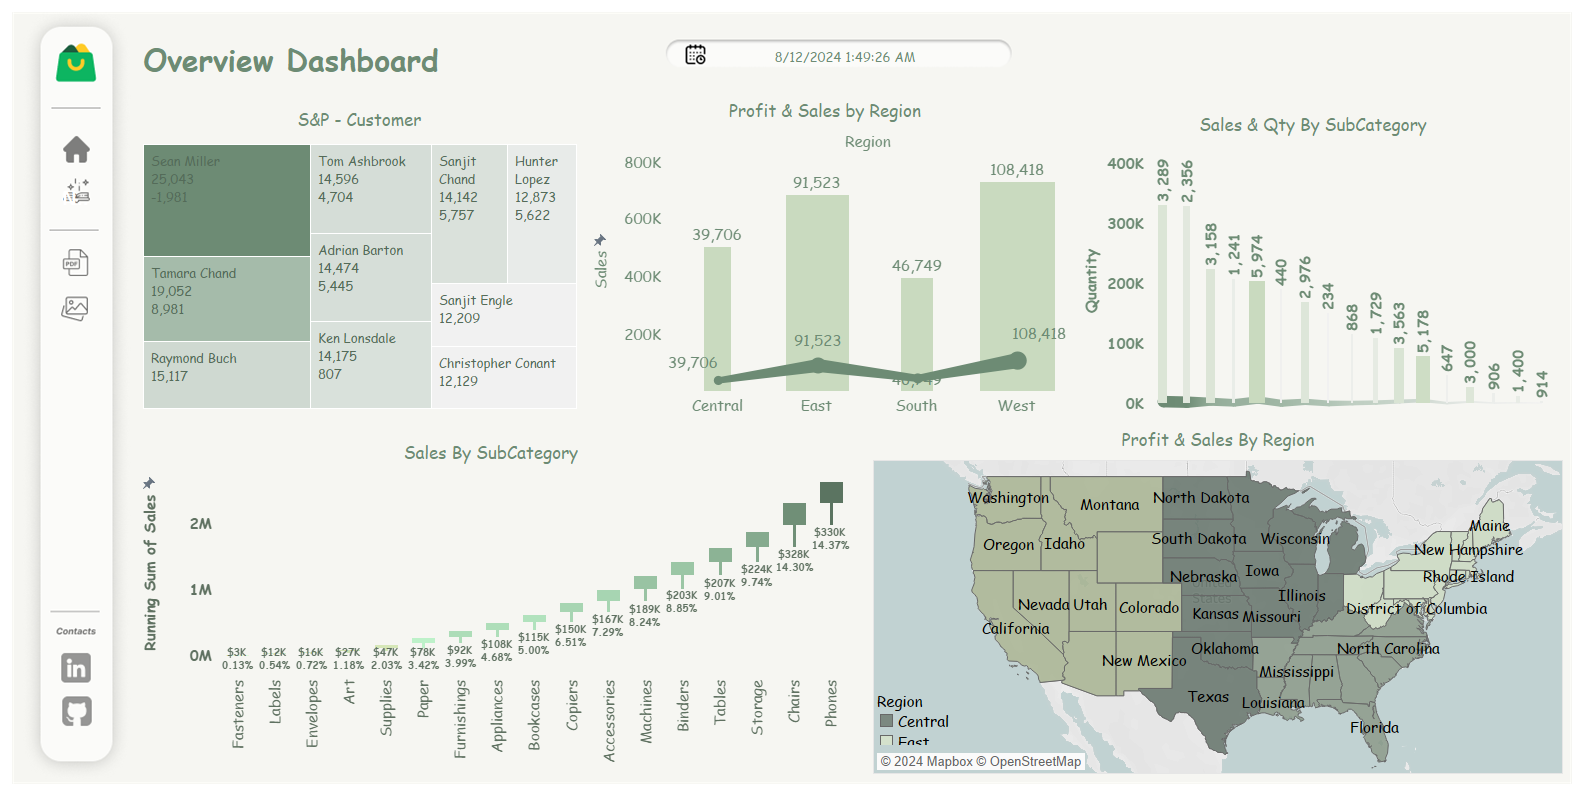 Overview Dashboard
8/12/2024 1:49:26 AM
S&P - Customer
Sean Miller
25,043
-1,981
Tamara Chand
19,052
8,981
Raymond Buch
15,117
Tom Ashbrook
14,596
4,704
Adrian Barton
14,474
5,445
Ken Lonsdale
14,175
807
Sanjit
Chand
14,142
5,757
Hunter
Lopez
12,873
5,622
Sanjit Engle
12,209
Christopher Conant
12,129
Profit & Sales by Region
Region
Sales
800K
600K
400K
200K
39,706
91,523
46,749
108,418
39,706
91,523
46,749
108,418
Central
East
South
West
Sales & Qty By SubCategory
Quantity
400K
300K
200K
100K
0K
3,289
2,356
3,158
1,241
5,974
440
2,976
234
868
1,729
3,563
5,178
647
3,000
906
1,400
914
Sales By SubCategory
Running Sum of Sales
2M
1M
0M
$3K
0.13%
$12K
0.54%
$16K
0.72%
$27K
1.18%
$47K
2.03%
$78K
3.42%
$92K
3.99%
$108K
4.68%
$115K
5.00%
$150K
6.51%
$167K
7.29%
$189K
8.24%
$203K
8.85%
$207K
9.01%
$224K
9.74%
$328K
14.30%
$330K
14.37%
Fasteners
Labels
Envelopes
Art
Supplies
Paper
Furnishings
Appliances
Bookcases
Copiers
Accessories
Machines
Binders
Tables
Storage
Chairs
Phones
Profit & Sales By Region
Washington
Montana
North Dakota
Maine
Oregon
Idaho
South Dakota
Wisconsin
New Hampshire
Nebraska
Iowa
Rhode Island
United
States
Illinois
Nevada
Utah
Colorado
Kansas
Missouri
District of Columbia
California
New Mexico
Oklahoma
North Carolina
Mississippi
Texas
Louisiana
Florida
Region
Central
East
© 2024 Mapbox © OpenStreetMap
PDF
Contacts
in